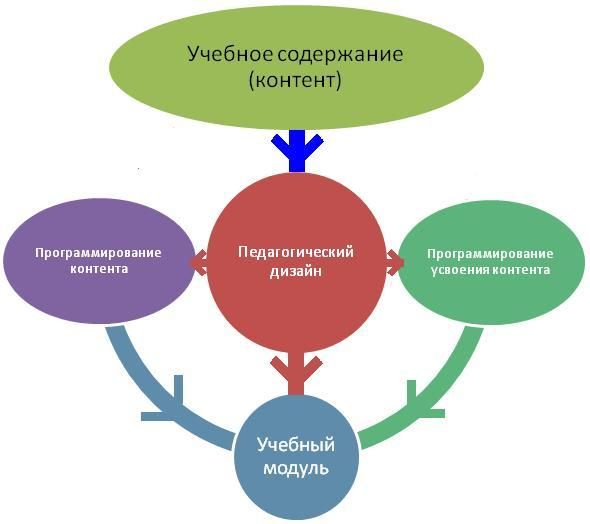 Учебное содержание
(контент)
Программирование
контента
Педагогический
дизайн
Программирование
усвоения контента
Учебный
модуль